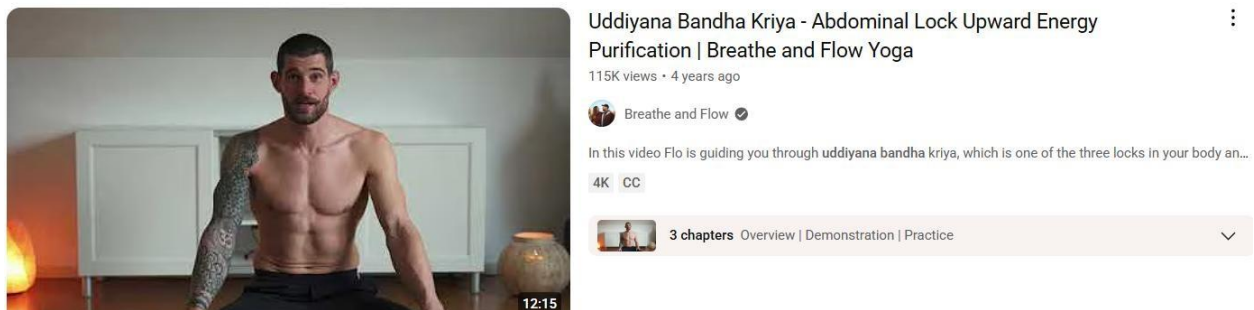 Uddiyana Bandha Kriya - Abdominal Lock Upward Energy
Purification | Breathe and Flow Yoga
115K views • 4 years ago
Breathe and Flow
In this video Flo is guiding you through uddiyana bandha kriya, which is one of the three locks in your body an...
4K CC
3 chapters Overview | Demonstration | Practice
12:15